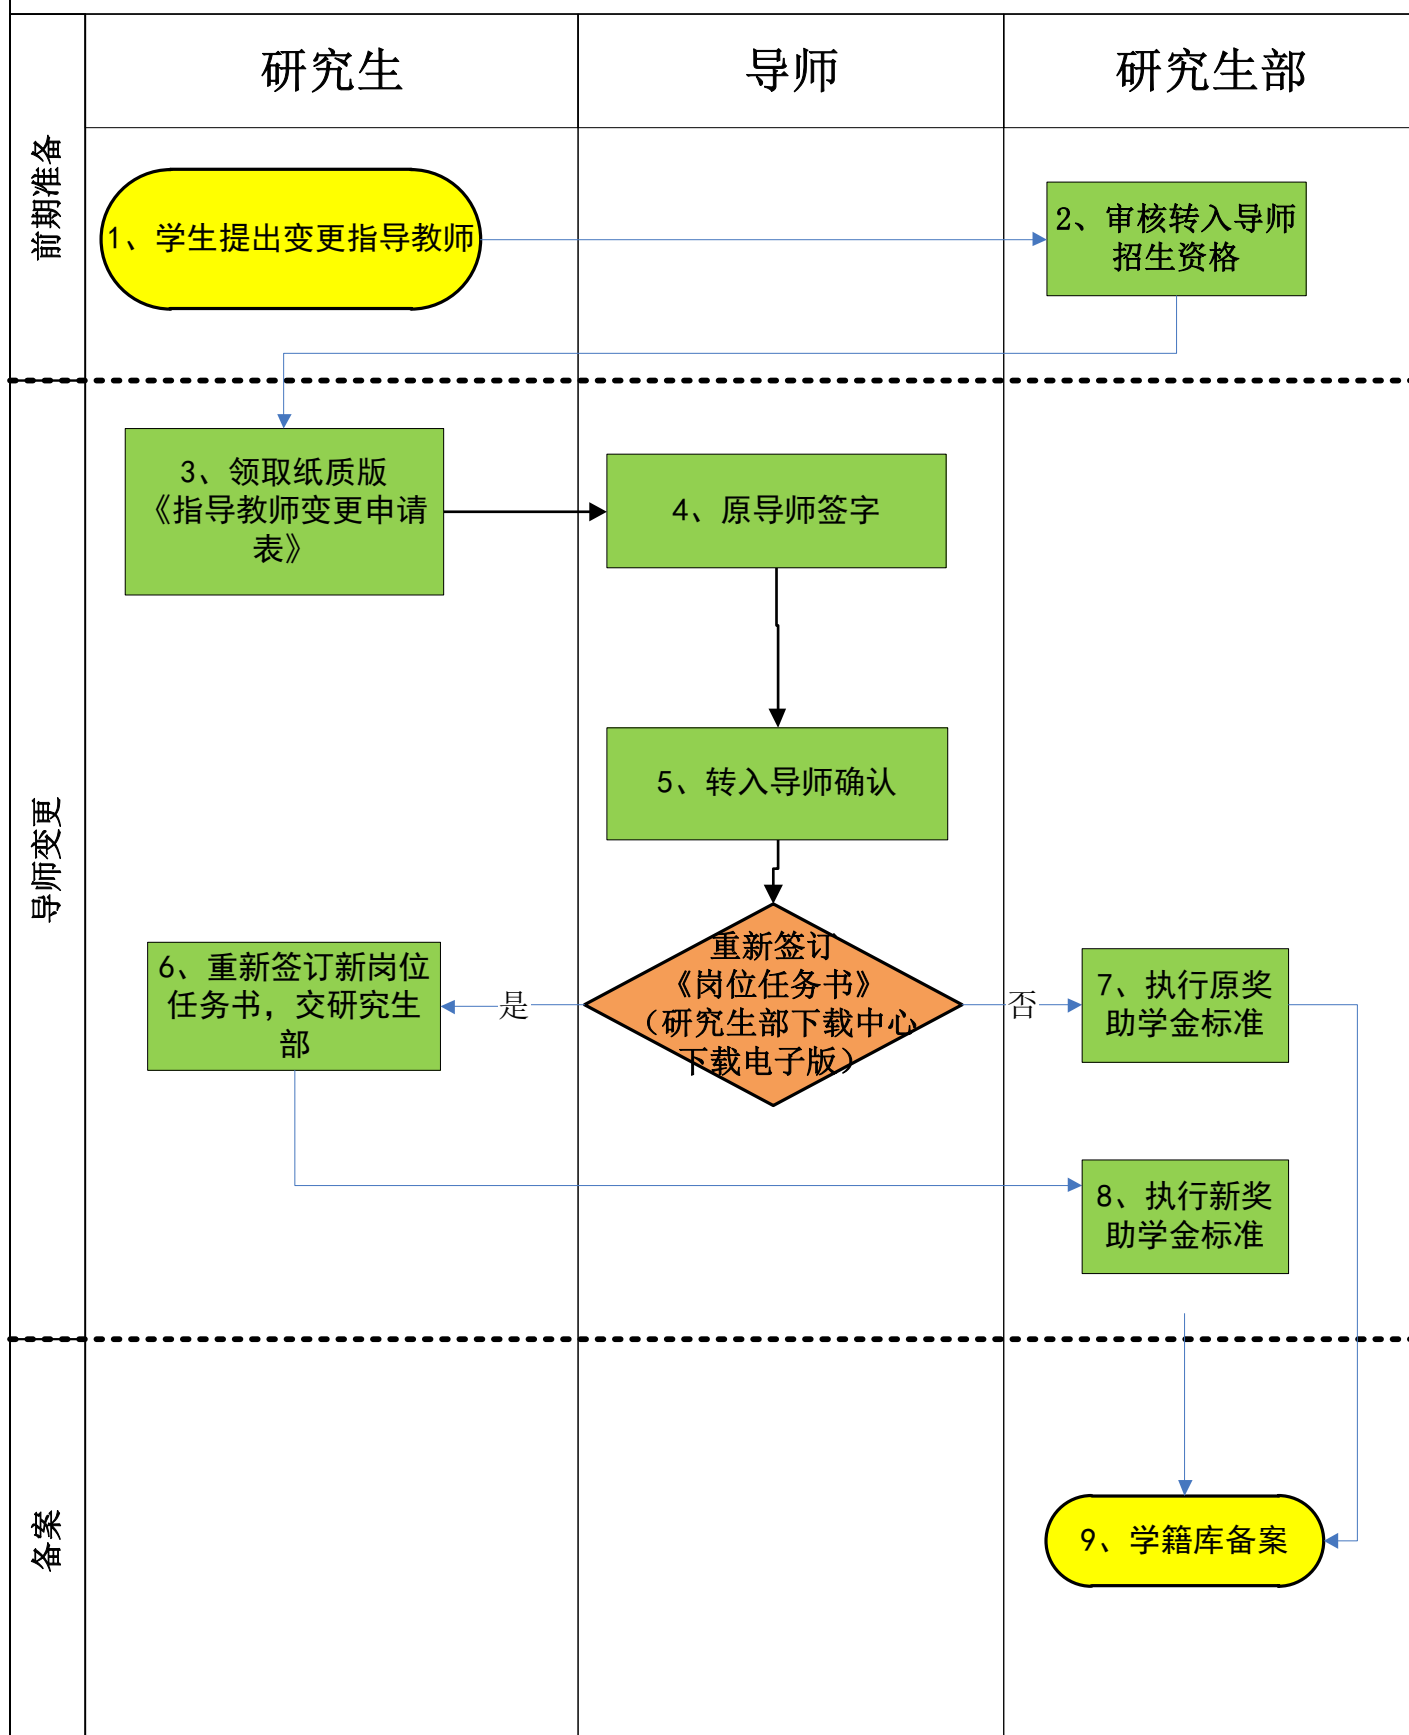 研究生
导师
研究生部
前期准备
1、学生提出变更指导教师
2、审核转入导师
招生资格
导师变更
3、领取纸质版
《指导教师变更申请
表》
4、原导师签字
5、转入导师确认
重新签订
《岗位任务书》
（研究生部下载中心
下载电子版）
是
否
6、重新签订新岗位
任务书，交研究生
部
7、执行原奖
助学金标准
8、执行新奖
助学金标准
备案
9、学籍库备案